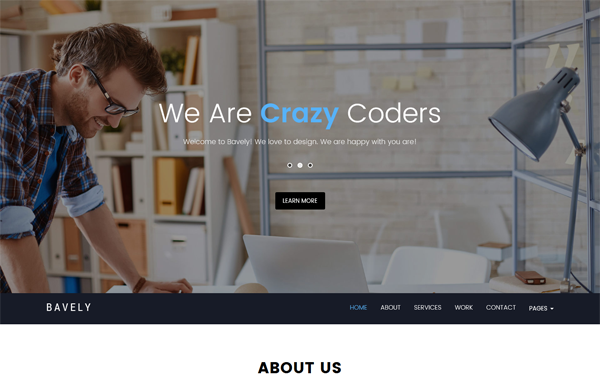 We Are Crazy Coders
Welcome to Bavely! We love to design. We are happy with you are!
LEARN MORE
BAVELY
HOME ABOUT SERVICES WORK CONTACT PAGES
ABOUT US